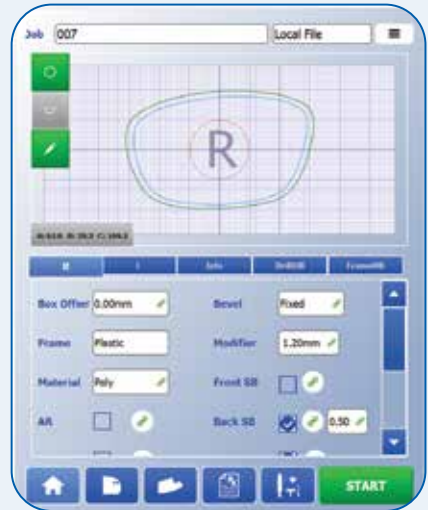 Job 007 Local File
R
Box Offset 0.00mm Bevel Fixed
Frame Plastic Modifier 1.20mm
Material Poly Front SB
AR Back SB 0.50
START